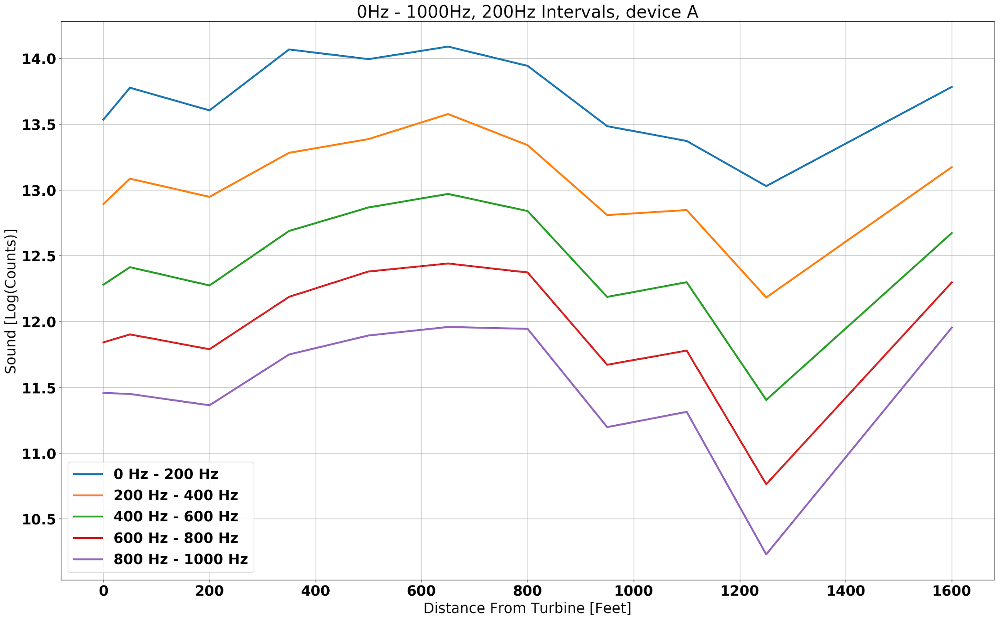 0Hz - 1000Hz, 200Hz Intervals, device A
Sound [Log(Counts)]
14.0
13.5
13.0
12.5
12.0
11.5
11.0
10.5
0 Hz - 200 Hz
200 Hz - 400 Hz
400 Hz - 600 Hz
600 Hz - 800 Hz
800 Hz - 1000 Hz
0 200 400 600 800 1000 1200 1400 1600
Distance From Turbine [Feet]